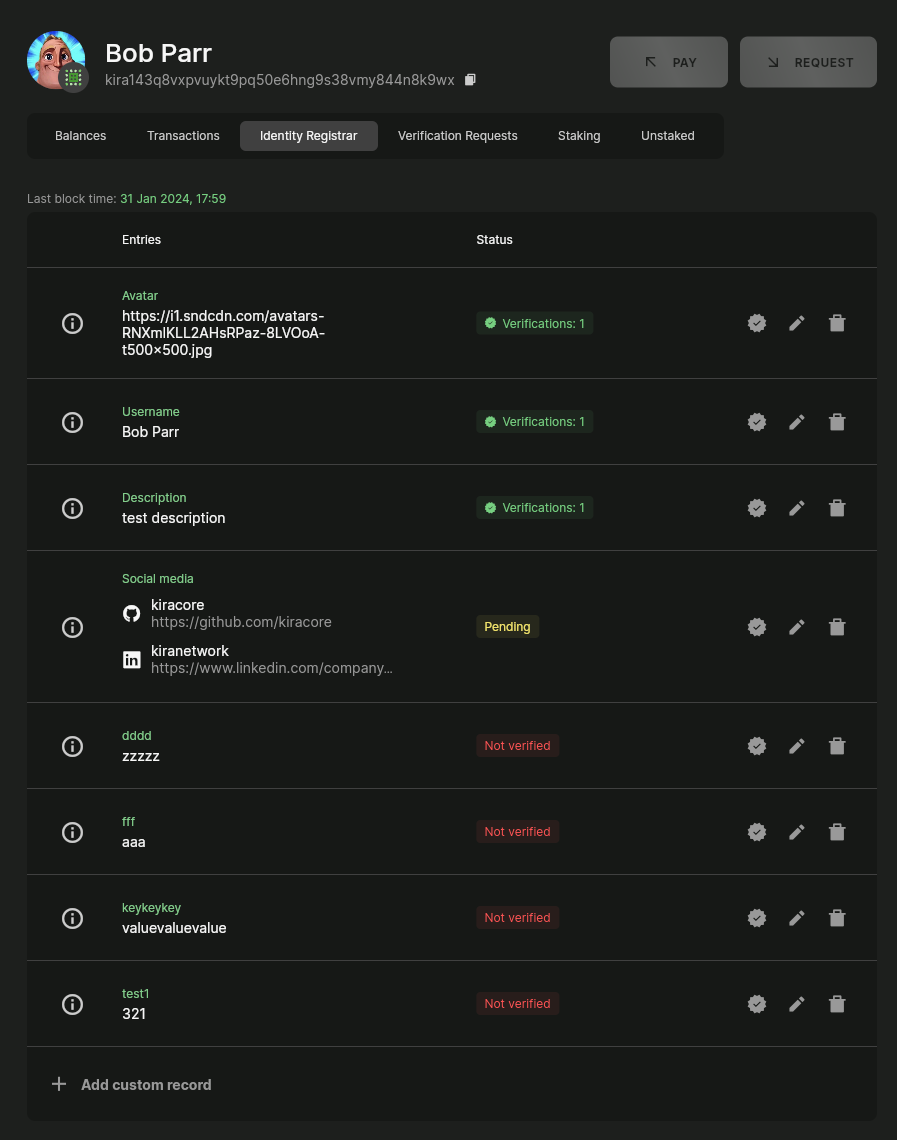 Bob Parr
kira143q8vxpvuykt9pq50e6hng9s38vmy844n8k9wx
PAY
REQUEST
Balances Transactions Identity Registrar Verification Requests Staking Unstaked
Last block time: 31 Jan 2024, 17:59
Entries Status
Avatar
https://i1.sndcdn.com/avatars-
RNXmlKLL2AHsRPaz-8LVOoA-
t500×500.jpg
Verifications: 1
Username
Bob Parr
Verifications: 1
Description
test description
Verifications: 1
Social media
kiracore
https://github.com/kiracore
kiranetwork
https://www.linkedin.com/company...
Pending
dddd
zzzzz
Not verified
fff
aaa
Not verified
keykeykey
valuevaluevalue
Not verified
test1
321
Not verified
Add custom record